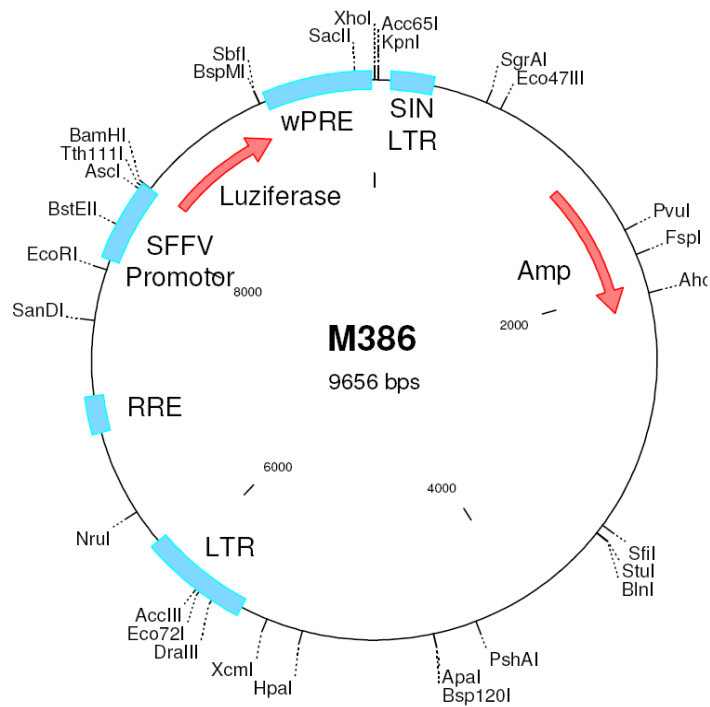 XhoI
Acc65I
SacII
KpnI
SbfI
BspMI
SgrAI
Eco47III
wPRE
SIN
LTR
BamHI
Tth111I
AscI
Luziferase
BstEII
PvuI
FspI
EcoRI
SFFV
Promotor
Amp
8000
SanDI
2000
M386
9656 bps
RRE
6000
4000
NruI
LTR
SfiI
StuI
BlnI
AccIII
Eco72I
DraIII
XcmI
HpaI
PshAI
ApaI
Bsp120I